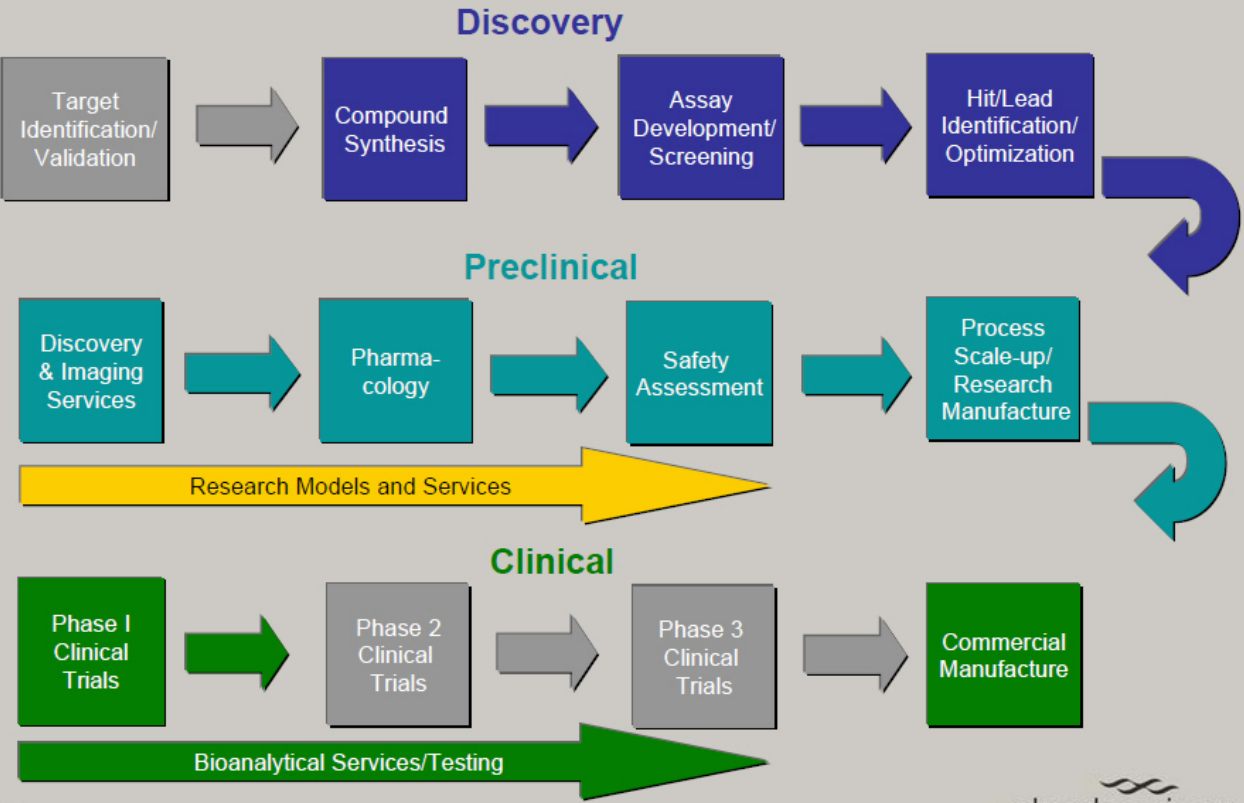 Discovery
Target
Identification/
Validation
Compound
Synthesis
Assay
Development/
Screening
Hit/Lead
Identification/
Optimization
Preclinical
Discovery
& Imaging
Services
Pharma-
cology
Safety
Assessment
Process
Scale-up/
Research
Manufacture
Research Models and Services
Clinical
Phase I
Clinical
Trials
Phase 2
Clinical
Trials
Phase 3
Clinical
Trials
Commercial
Manufacture
Bioanalytical Services/Testing